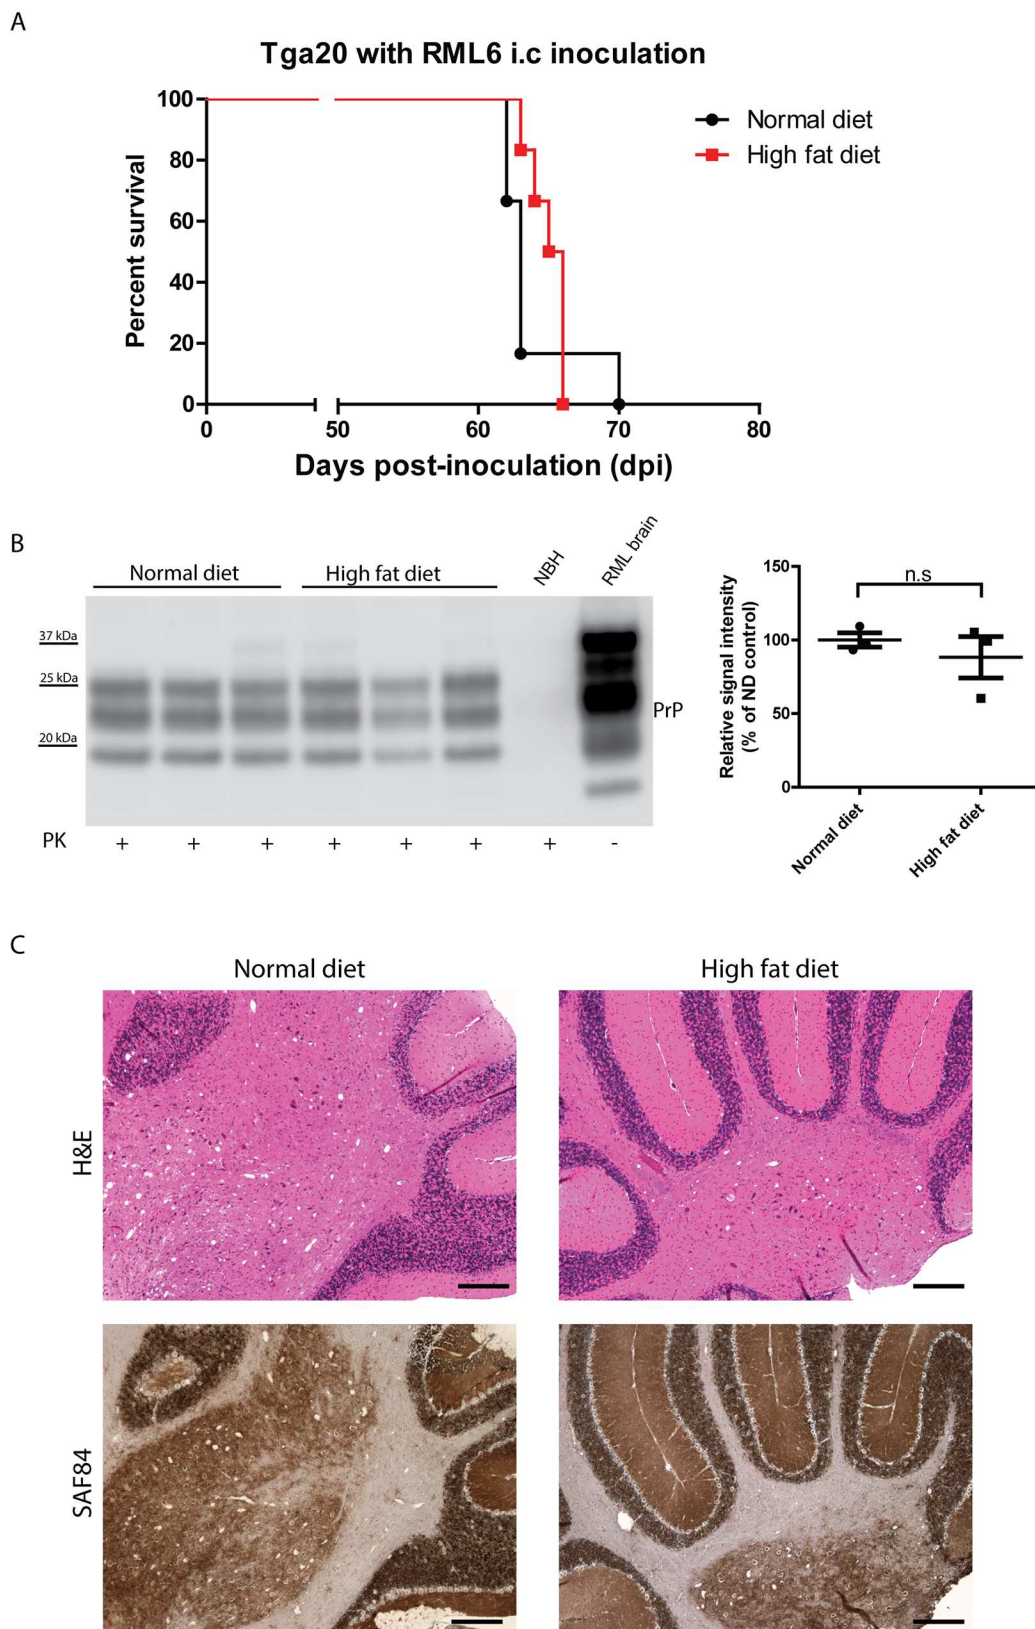 A
Tga20 with RML6 i.c inoculation
Percent survival
100
80
60
40
20
0
0
50
60
70
80
Days post-inoculation (dpi)
Normal diet
High fat diet
B
Normal diet
High fat diet
NBH
RML brain
37 kDa
25 kDa
20 kDa
PrP
PK
+ + + + + + + -
Relative signal intensity
(% of ND control)
150
100
50
0
n.s
Normal diet
High fat diet
C
Normal diet
High fat diet
H&E
SAF84